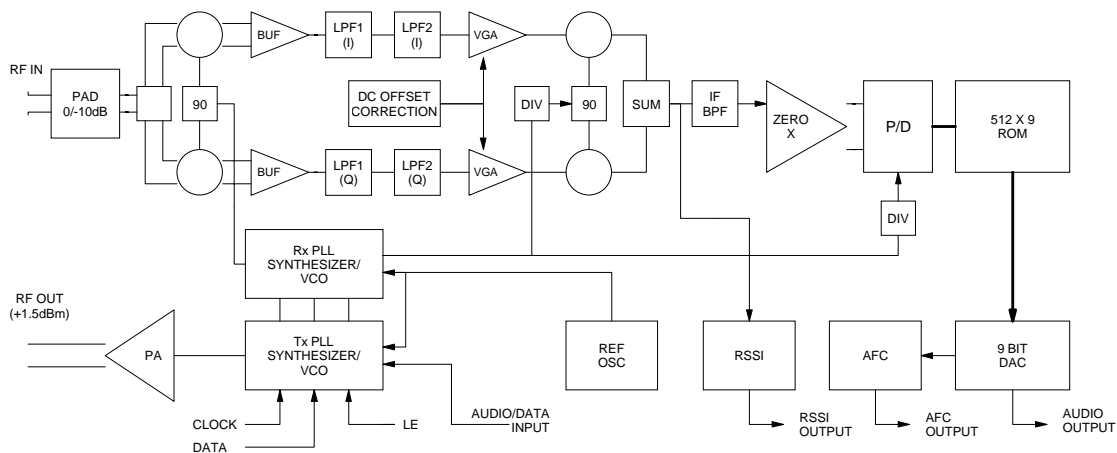 RF IN
PAD
0/-10dB
90
BUF
LPF1
(I)
LPF2
(I)
VGA
DC OFFSET
CORRECTION
DIV
90
SUM
IF
BPF
ZERO
X
P/D
512 X 9
ROM
BUF
LPF1
(Q)
LPF2
(Q)
VGA
DIV
Rx PLL
SYNTHESIZER/
VCO
RF OUT
(+1.5dBm)
PA
Tx PLL
SYNTHESIZER/
VCO
REF
OSC
RSSI
AFC
9 BIT
DAC
CLOCK
DATA
LE
AUDIO/DATA
INPUT
RSSI
OUTPUT
AFC
OUTPUT
AUDIO
OUTPUT